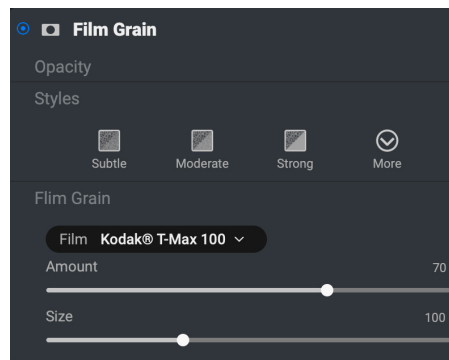 Film Grain
Opacity
Styles
Subtle Moderate Strong More
Flim Grain
Film Kodak® T-Max 100
Amount 70
Size 100